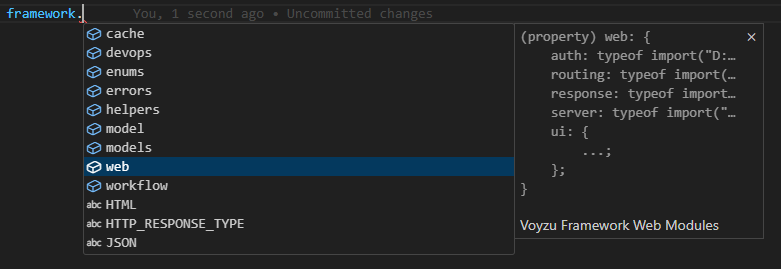 framework.
You, 1 second ago • Uncommitted changes
cache
devops
enums
errors
helpers
model
models
web
workflow
abc HTML
abc HTTP_RESPONSE_TYPE
abc JSON
(property) web: {
auth: typeof import("D:…
routing: typeof import(…
response: typeof import…
server: typeof import("…
ui: {
...;
};
}
Voyzu Framework Web Modules